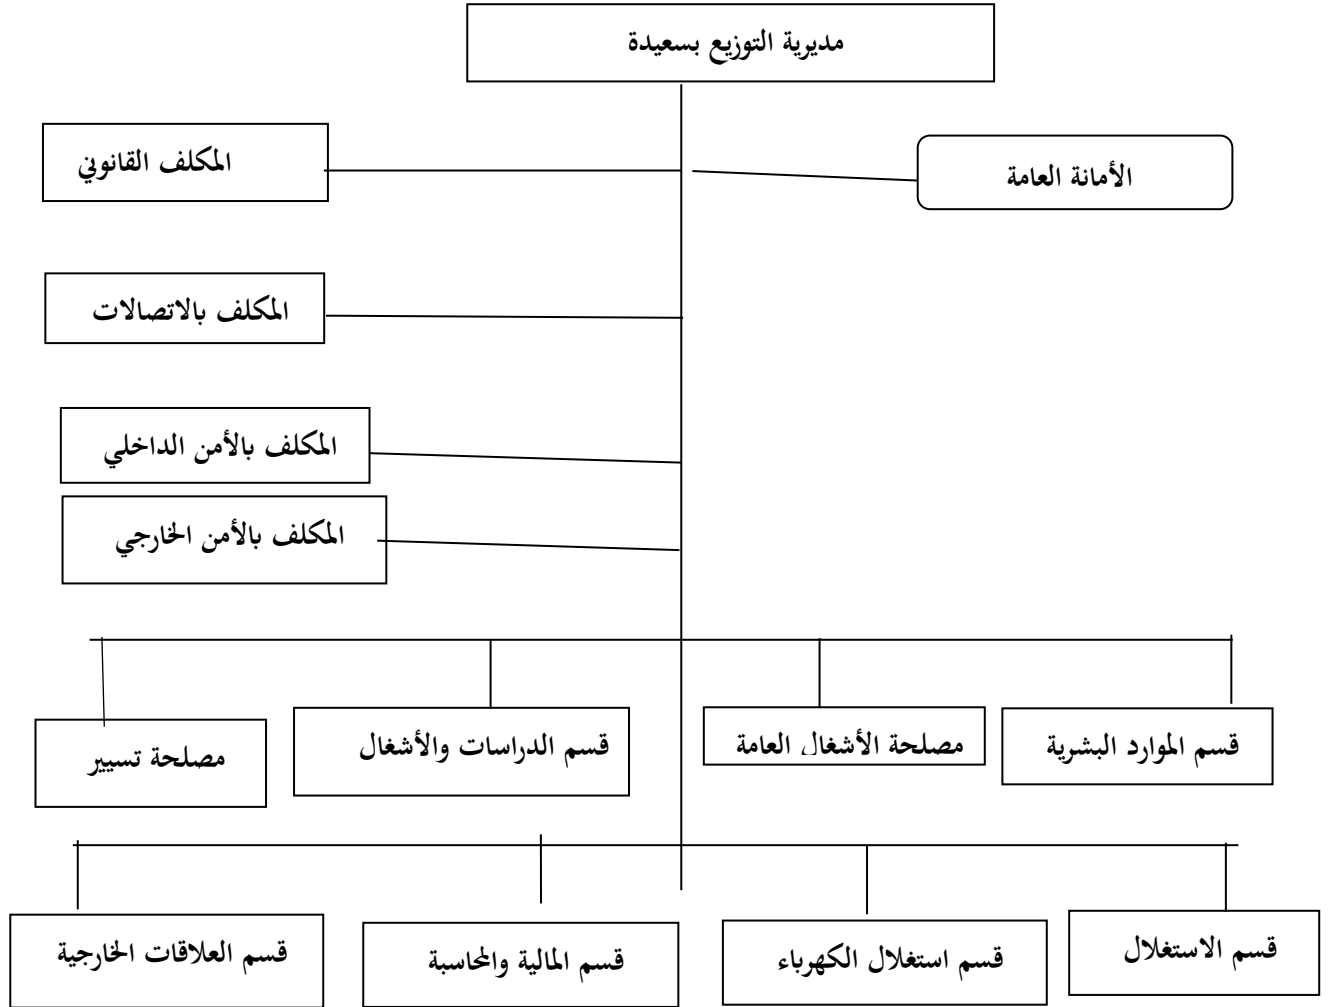 مديرية التوزيع بسعيدة
الأمانة العامة
المكلف القانوني
المكلف بالاتصالات
المكلف بالأمن الداخلي
المكلف بالأمن الخارجي
قسم الموارد البشرية
مصلحة الأشغال العامة
قسم الدراسات والأشغال
مصلحة تسيير
قسم الاستغلال
قسم استغلال الكهرباء
قسم المالية والمحاسبة
قسم العلاقات الخارجية